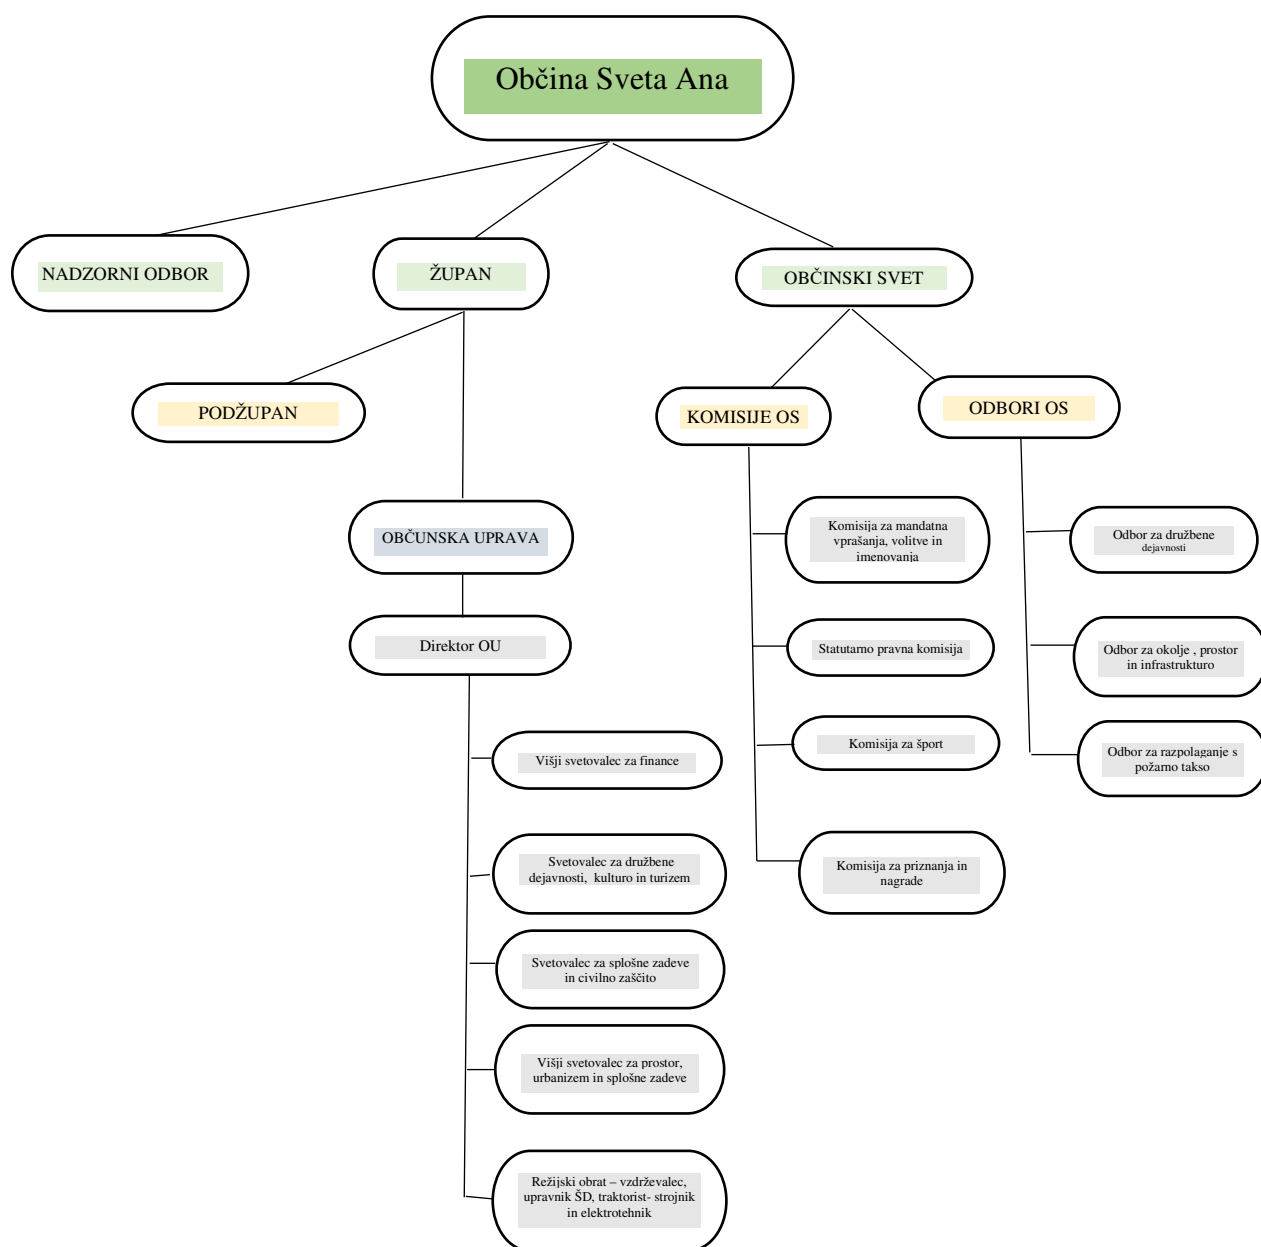 Občina Sveta Ana
NADZORNI ODBOR
ŽUPAN
OBČINSKI SVET
PODŽUPAN
KOMISIJE OS
ODBORI OS
OBČUNSKA UPRAVA
Direktor OU
Višji svetovalec za finance
Svetovalec za družbene
dejavnosti, kulturo in turizem
Svetovalec za splošne zadeve
in civilno zaščito
Višji svetovalec za prostor,
urbanizem in splošne zadeve
Režijski obrat – vzdrževalec,
upravnik ŠD, traktorist- strojnik
in elektrotehnik
Komisija za mandatna
vprašanja, volitve in
imenovanja
Statutarno pravna komisija
Komisija za šport
Komisija za priznanja in
nagrade
Odbor za družbene
dejavnosti
Odbor za okolje , prostor
in infrastrukturo
Odbor za razpolaganje s
požarno takso